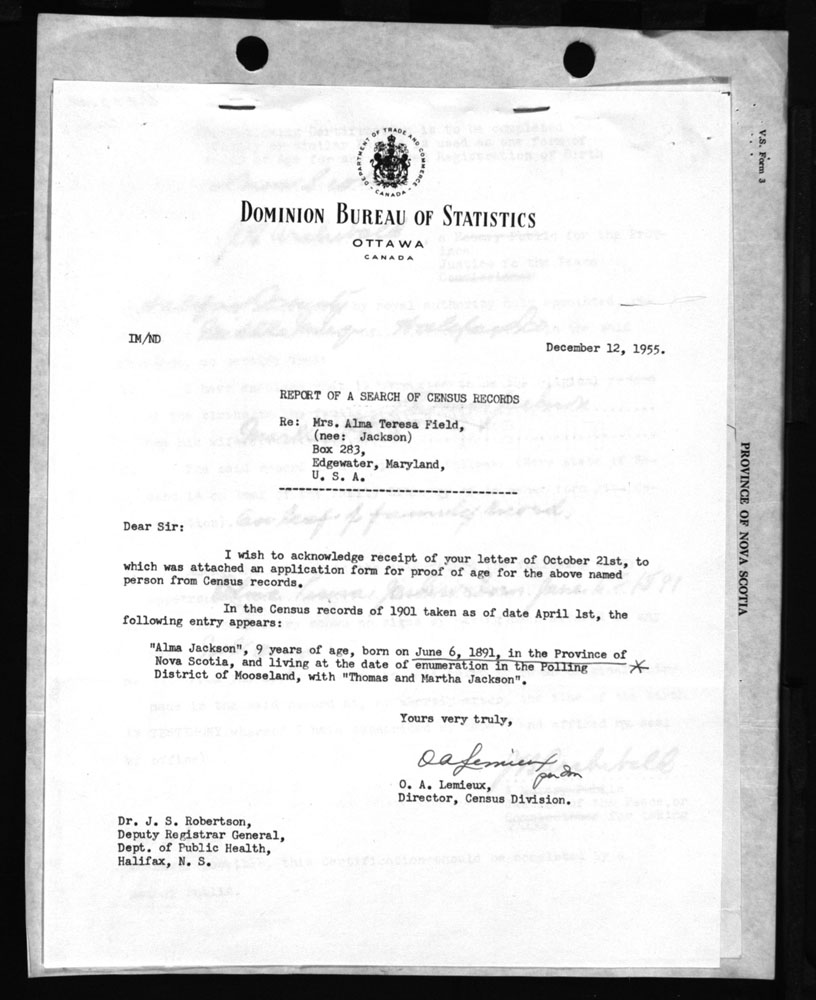 DEPARTMENT OF TRADE AND COMMERCE
CANADA
DOMINION BUREAU OF STATISTICS
OTTAWA
CANADA
IM/ND
December 12, 1955.
REPORT OF A SEARCH OF CENSUS RECORDS
Re: Mrs. Alma Teresa Field,
(nee: Jackson)
Box 283,
Edgewater, Maryland,
U. S. A.
Dear Sir:
I wish to acknowledge receipt of your letter of October 21st, to
which was attached an application form for proof of age for the above named
person from Census records.
In the Census records of 1901 taken as of date April 1st, the
following entry appears:
"Alma Jackson", 9 years of age, born on June 6, 1891, in the Province of
Nova Scotia, and living at the date of enumeration in the Polling
District of Mooseland, with "Thomas and Martha Jackson".
Yours very truly,
O A Lemieux
O. A. Lemieux,
Director, Census Division.
Dr. J. S. Robertson,
Deputy Registrar General,
Dept. of Public Health,
Halifax, N. S.
V.S. Form 3
PROVINCE OF NOVA SCOTIA